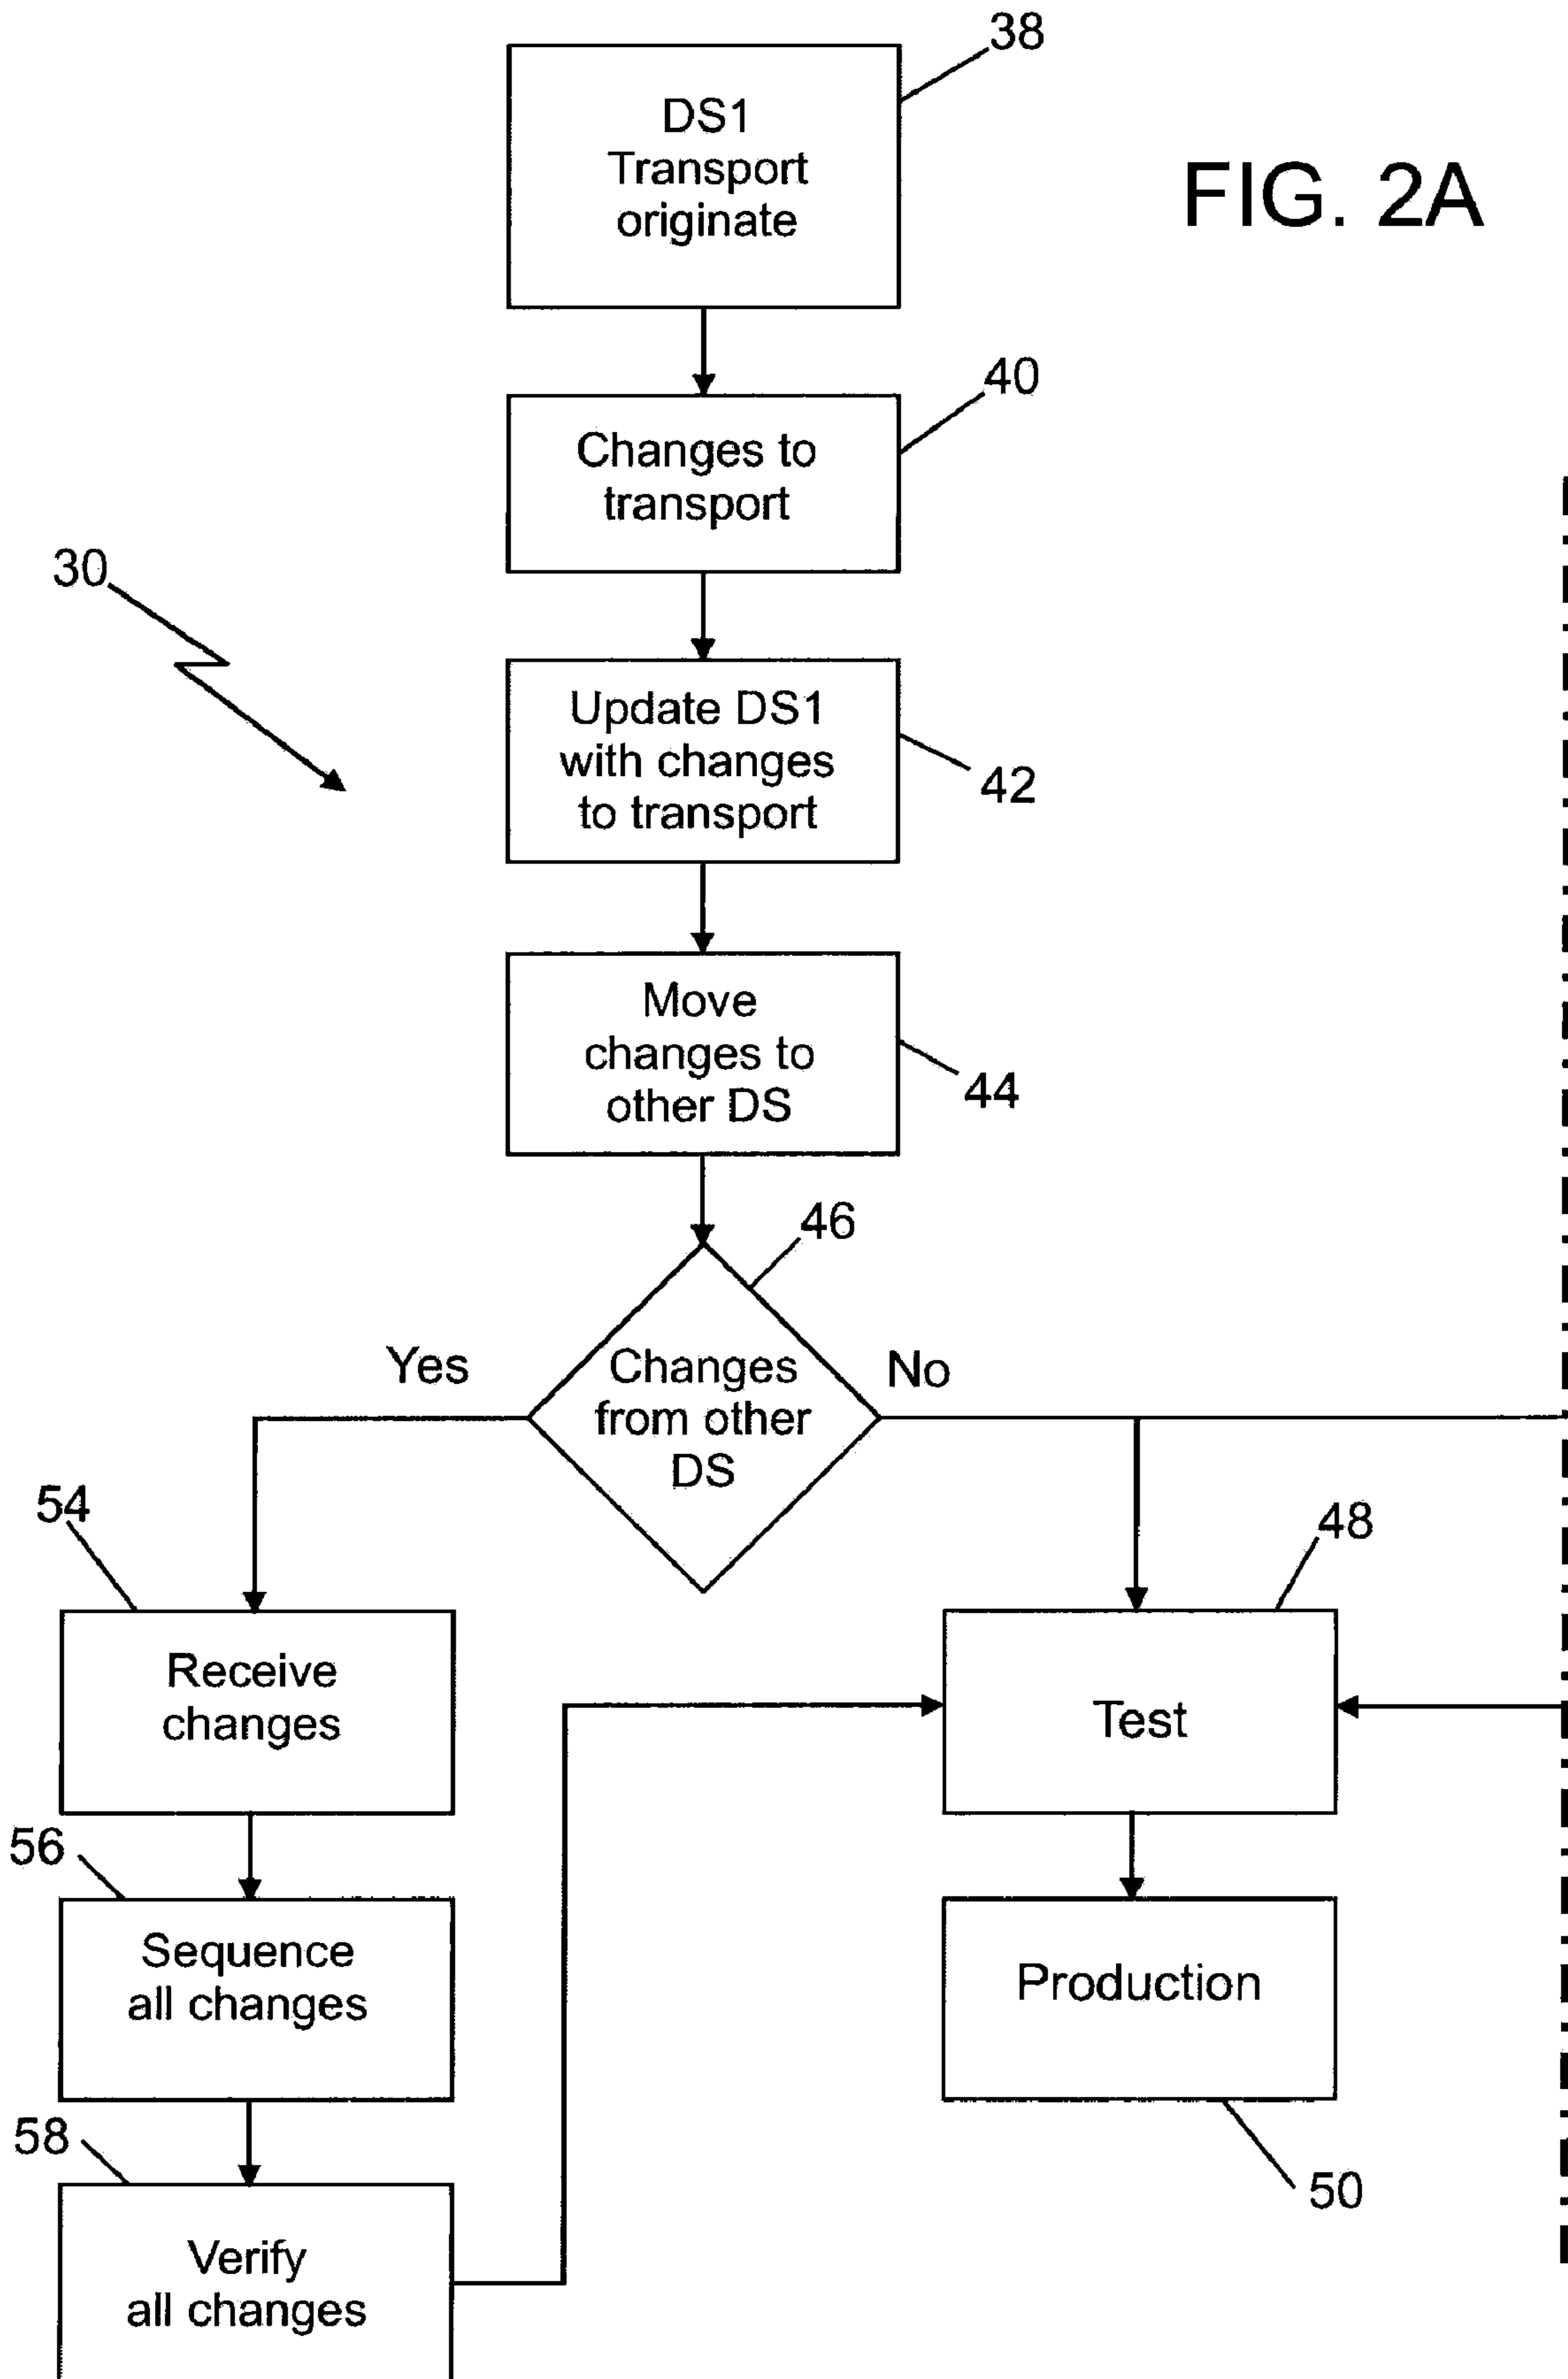 38
DS1
Transport
originate
FIG. 2A
40
Changes to
transport
30
Update DS1
with changes
to transport
42
Move
changes to
other DS
44
46
Yes
Changes
from other
DS
No
54
48
Receive
changes
Test
56
Sequence
all changes
Production
58
50
Verify
all changes